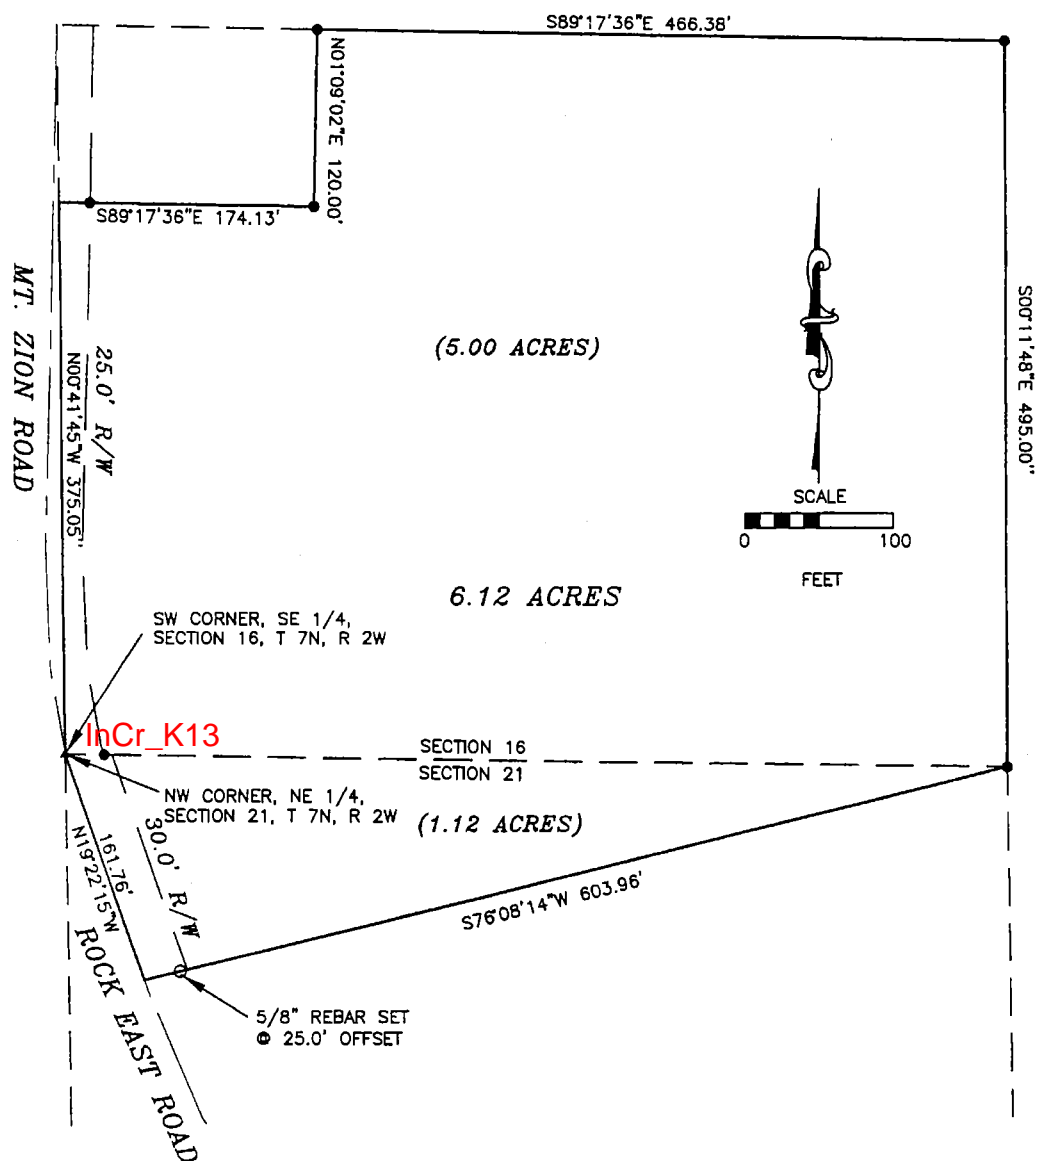 S89°17'36"E 466.38'
N01°09'02"E 120.00'
S89°17'36"E 174.13'
MT. ZION ROAD
25.0' R/W
N00°41'45"W 375.05'
(5.00 ACRES)
S00°11'48"E 495.00'
SCALE
0 100
FEET
6.12 ACRES
SW CORNER, SE 1/4,
SECTION 16, T 7N, R 2W
InCr_K13
SECTION 16
SECTION 21
NW CORNER, NE 1/4,
SECTION 21, T 7N, R 2W
(1.12 ACRES)
161.76'
N19°22'15"W
30.0' R/W
S76°08'14"W 603.96'
ROCK EAST ROAD
5/8" REBAR SET
@ 25.0' OFFSET